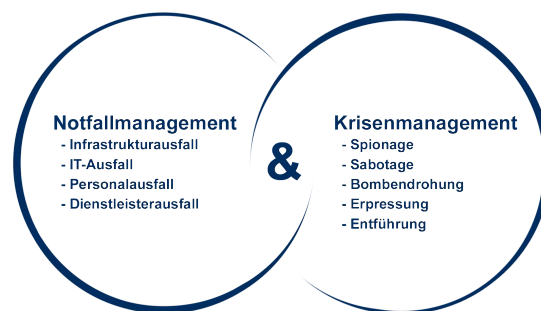 Notfallmanagement
- Infrastrukturausfall
- IT-Ausfall
- Personalausfall
- Dienstleisterausfall
&
Krisenmanagement
- Spionage
- Sabotage
- Bombendrohung
- Erpressung
- Entführung